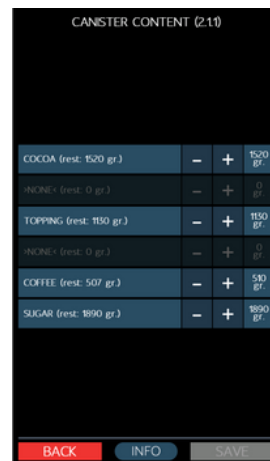 CANISTER CONTENT (2.1.1)
COCOA (rest: 1520 gr.) - + 1520 gr.
>NONE< (rest: 0 gr.) - + 0 gr.
TOPPING (rest: 1130 gr.) - + 1130 gr.
>NONE< (rest: 0 gr.) - + 0 gr.
COFFEE (rest: 507 gr.) - + 510 gr.
SUGAR (rest: 1890 gr.) - + 1890 gr.
BACK INFO SAVE